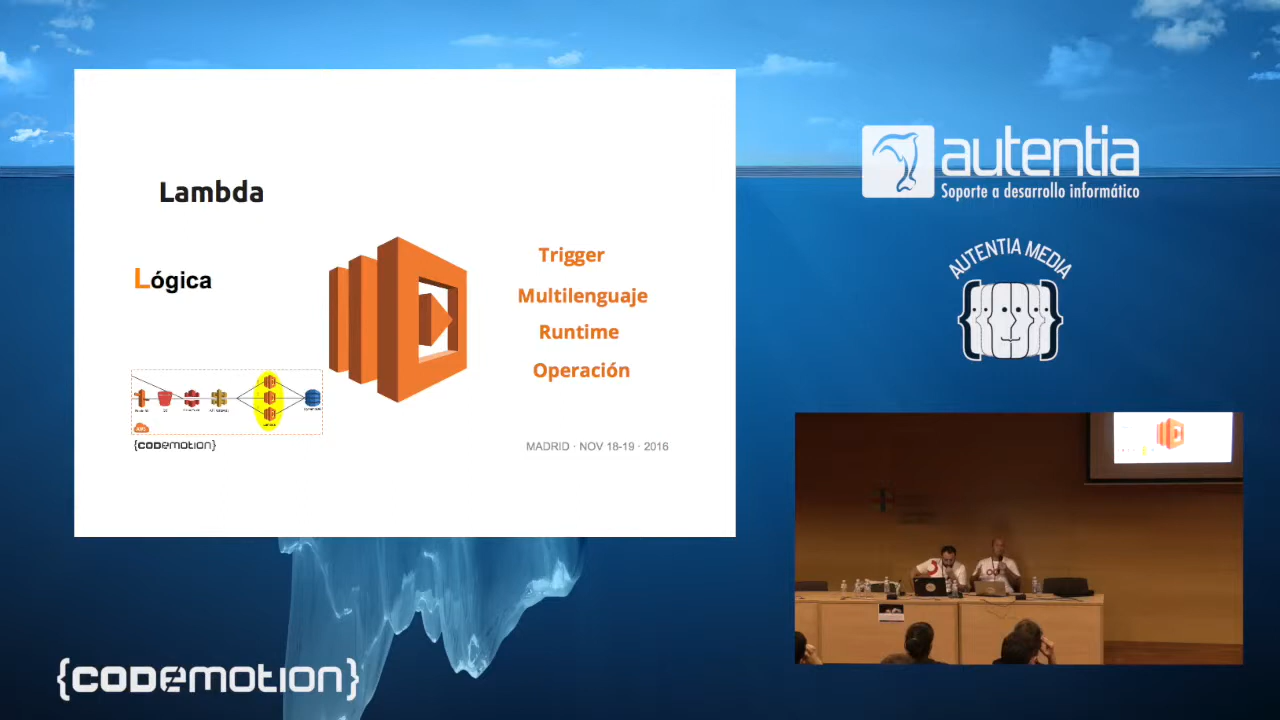 Lambda
Lógica
Trigger
Multilenguaje
Runtime
Operación
{CODEMOTION}
MADRID · NOV 18-19 · 2016
autentia
Soporte a desarrollo informático
AUTENTIA MEDIA
{CODEMOTION}